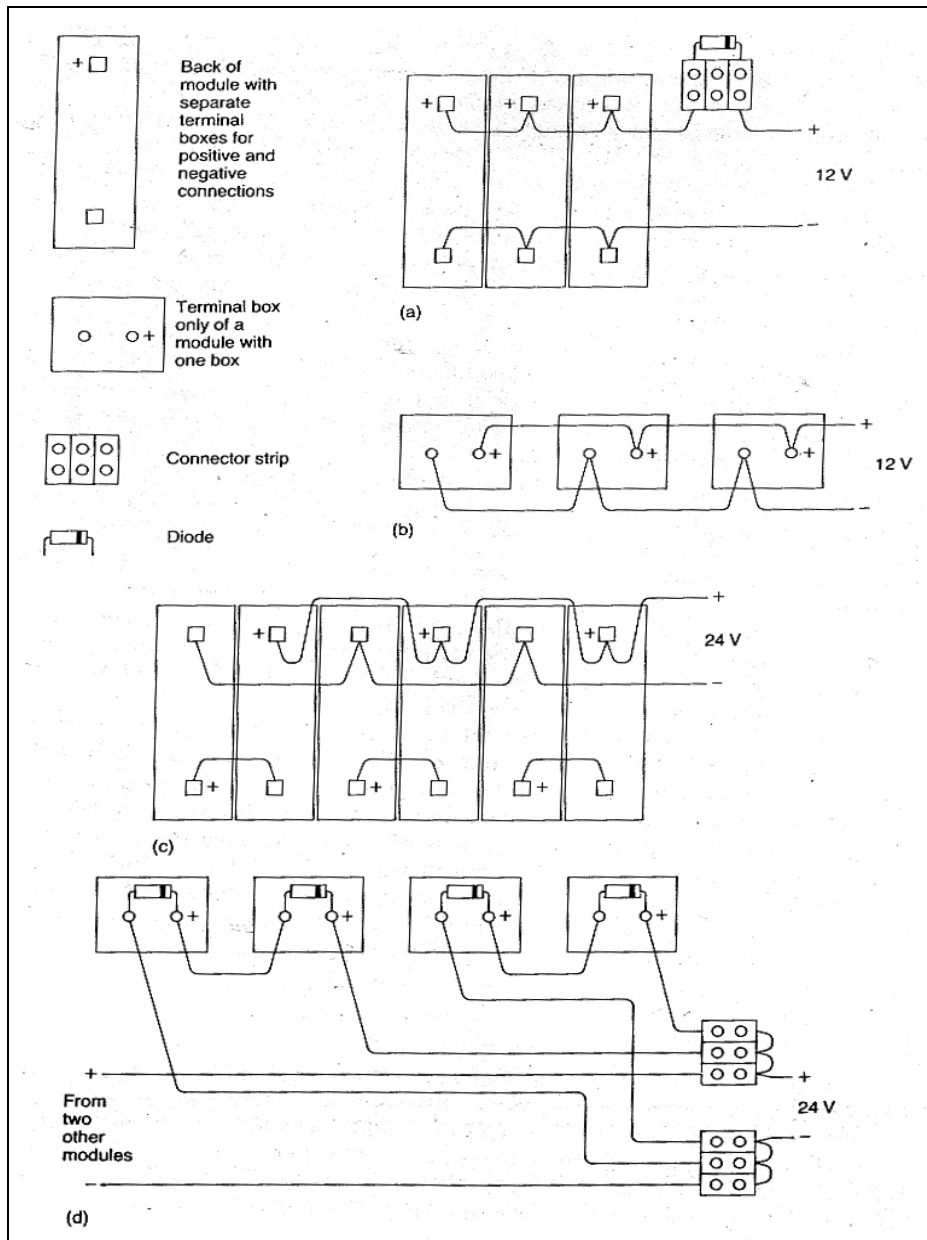 +
Back of
module with
separate
terminal
boxes for
positive and
negative
connections
Terminal box
only of a
module with
one box
+
Connector strip
Diode
+ + +
+
12 V
–
(a)
+ + +
+
12 V
–
(b)
+ + +
+
24 V
–
+ + +
(c)
+ + + +
+
From
two
other
modules
–
+
24 V
–
(d)